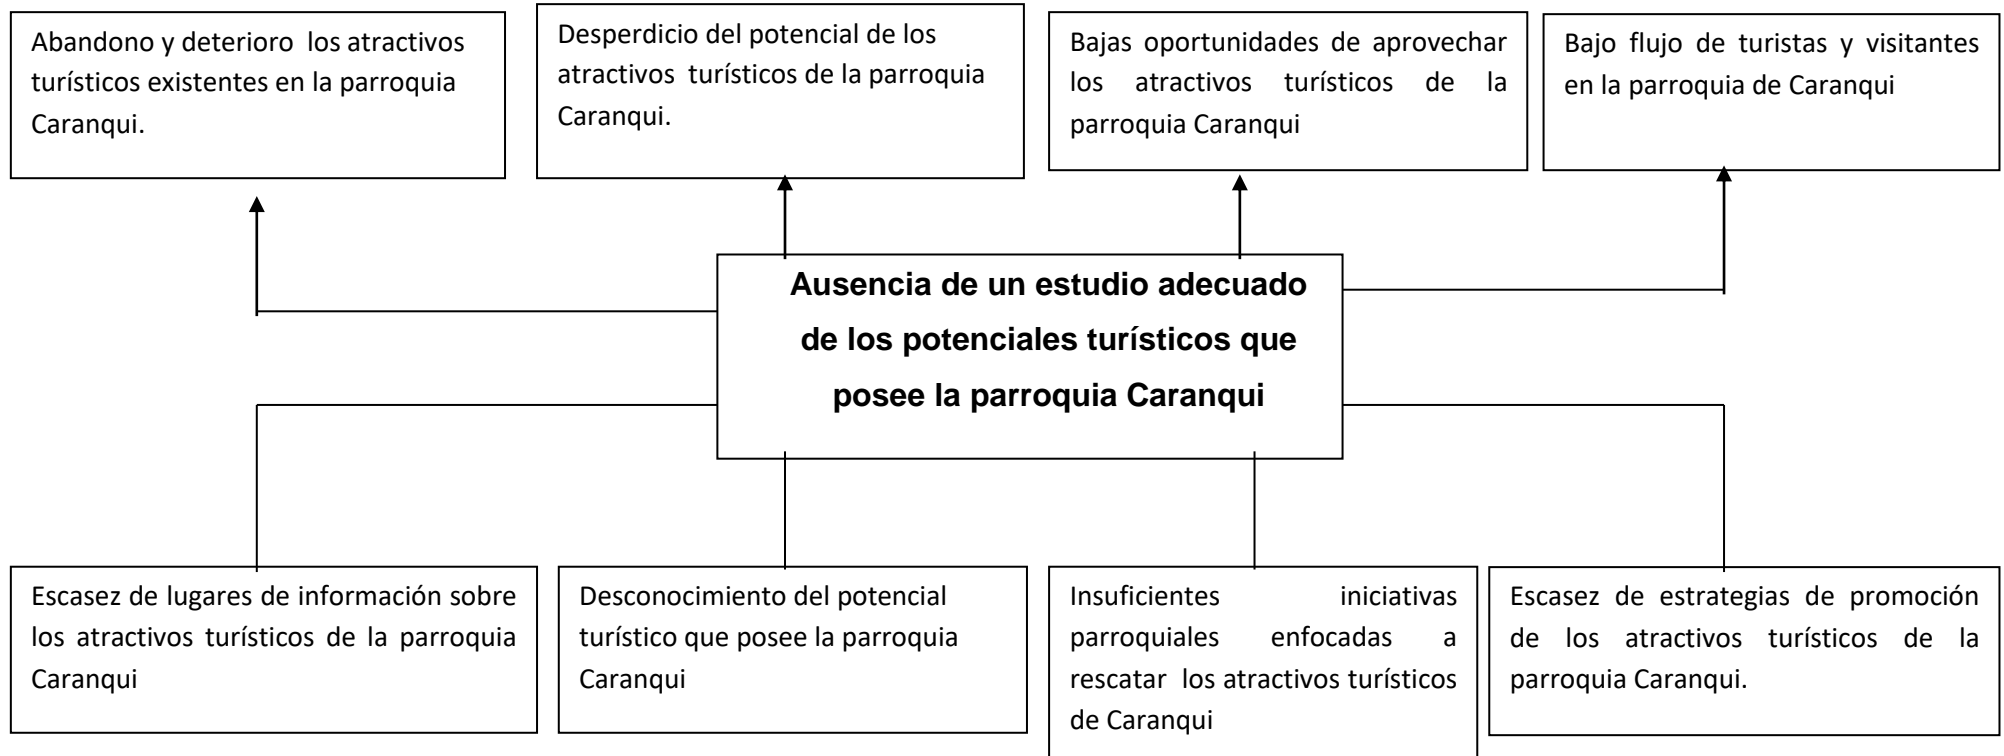 Abandono y deterioro los atractivos
turísticos existentes en la parroquia
Caranqui.
Desperdicio del potencial de los
atractivos turísticos de la parroquia
Caranqui.
Bajas oportunidades de aprovechar
los atractivos turísticos de la
parroquia Caranqui
Bajo flujo de turistas y visitantes
en la parroquia de Caranqui
Ausencia de un estudio adecuado
de los potenciales turísticos que
posee la parroquia Caranqui
Escasez de lugares de información sobre
los atractivos turísticos de la parroquia
Caranqui
Desconocimiento del potencial
turístico que posee la parroquia
Caranqui
Insuficientes iniciativas
parroquiales enfocadas a
rescatar los atractivos turísticos
de Caranqui
Escasez de estrategias de promoción
de los atractivos turísticos de la
parroquia Caranqui.